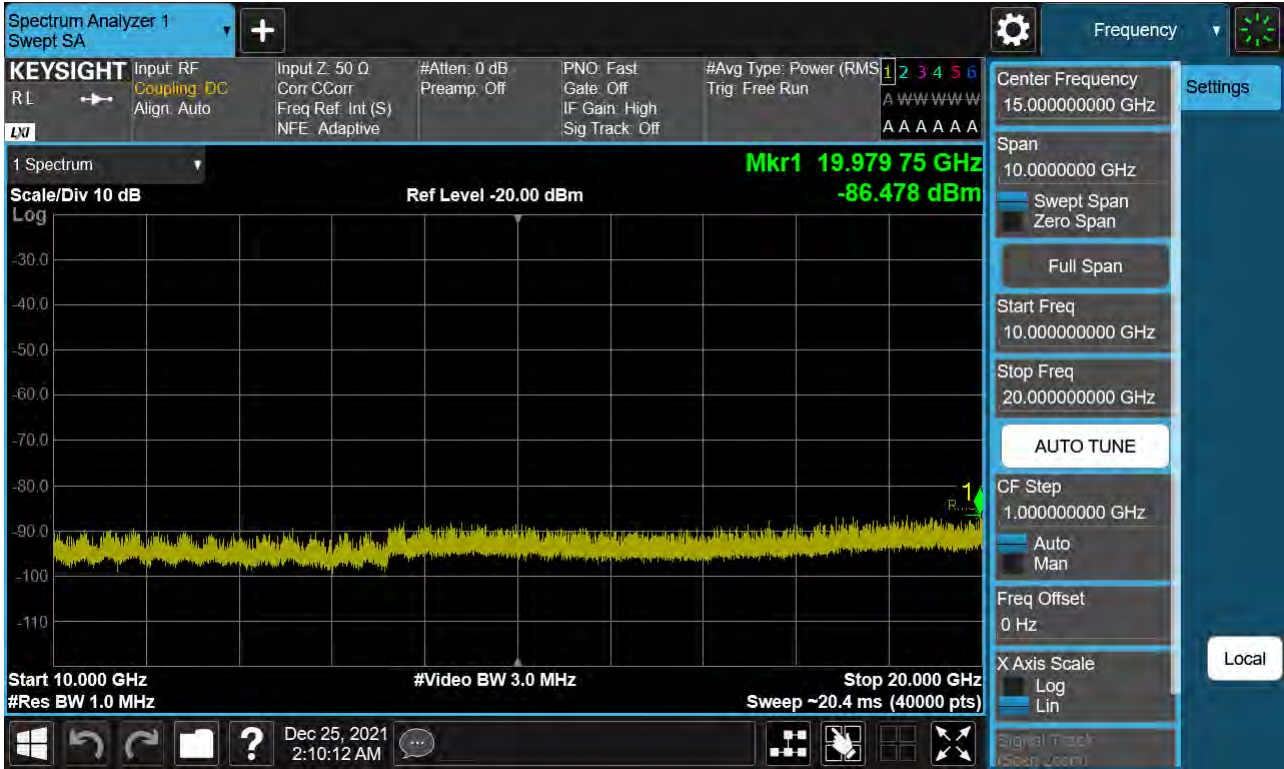 Spectrum Analyzer 1
Swept SA
Frequency
KEYSIGHT
R L
LXI
Input: RF
Coupling: DC
Align: Auto
Input Z: 50 Ω
Corr CCorr
Freq Ref: Int (S)
NFE: Adaptive
#Atten: 0 dB
Preamp: Off
PNO: Fast
Gate: Off
IF Gain: High
Sig Track: Off
#Avg Type: Power (RMS
Trig: Free Run
1 2 3 4 5 6
A W W W W W
A A A A A A
1 Spectrum
Mkr1 19.979 75 GHz
Scale/Div 10 dB
Ref Level -20.00 dBm
-86.478 dBm
Log
-30.0
-40.0
-50.0
-60.0
-70.0
-80.0
1
-90.0
-100
-110
Start 10.000 GHz
#Video BW 3.0 MHz
Stop 20.000 GHz
#Res BW 1.0 MHz
Sweep ~20.4 ms (40000 pts)
Dec 25, 2021
2:10:12 AM
Center Frequency
15.000000000 GHz
Span
10.0000000 GHz
Swept Span
Zero Span
Full Span
Start Freq
10.000000000 GHz
Stop Freq
20.000000000 GHz
AUTO TUNE
CF Step
1.000000000 GHz
Auto
Man
Freq Offset
0 Hz
X Axis Scale
Log
Lin
Signal Track
(Span Zoom)
Settings
Local